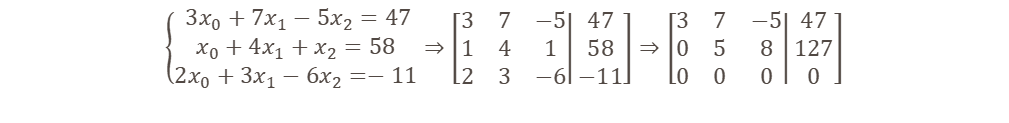 3x₀ + 7x₁ − 5x₂ = 47
x₀ + 4x₁ + x₂ = 58
2x₀ + 3x₁ − 6x₂ =− 11
⇒
3 7 −5 | 47
1 4 1 | 58
2 3 −6 | −11
⇒
3 7 −5 | 47
0 5 8 | 127
0 0 0 | 0